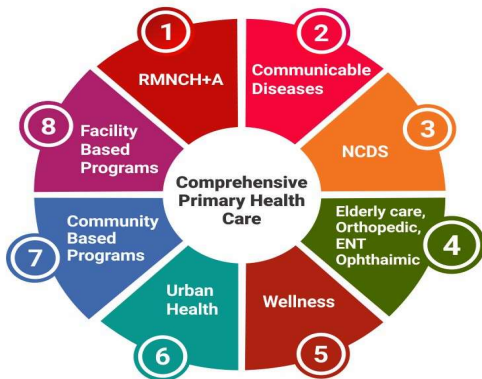 1
RMNCH+A
2
Communicable
Diseases
3
NCDS
Elderly care,
Orthopedic,
ENT
Ophthaimic
4
Wellness
5
Urban
Health
6
Community
Based
Programs
7
8
Facility
Based
Programs
Comprehensive
Primary Health
Care